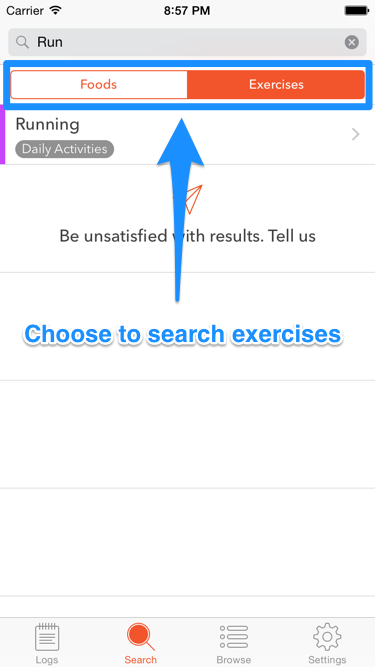 Carrier 8:57 PM
Run
Foods Exercises
Running
Daily Activities
Be unsatisfied with results. Tell us
Choose to search exercises
Logs Search Browse Settings